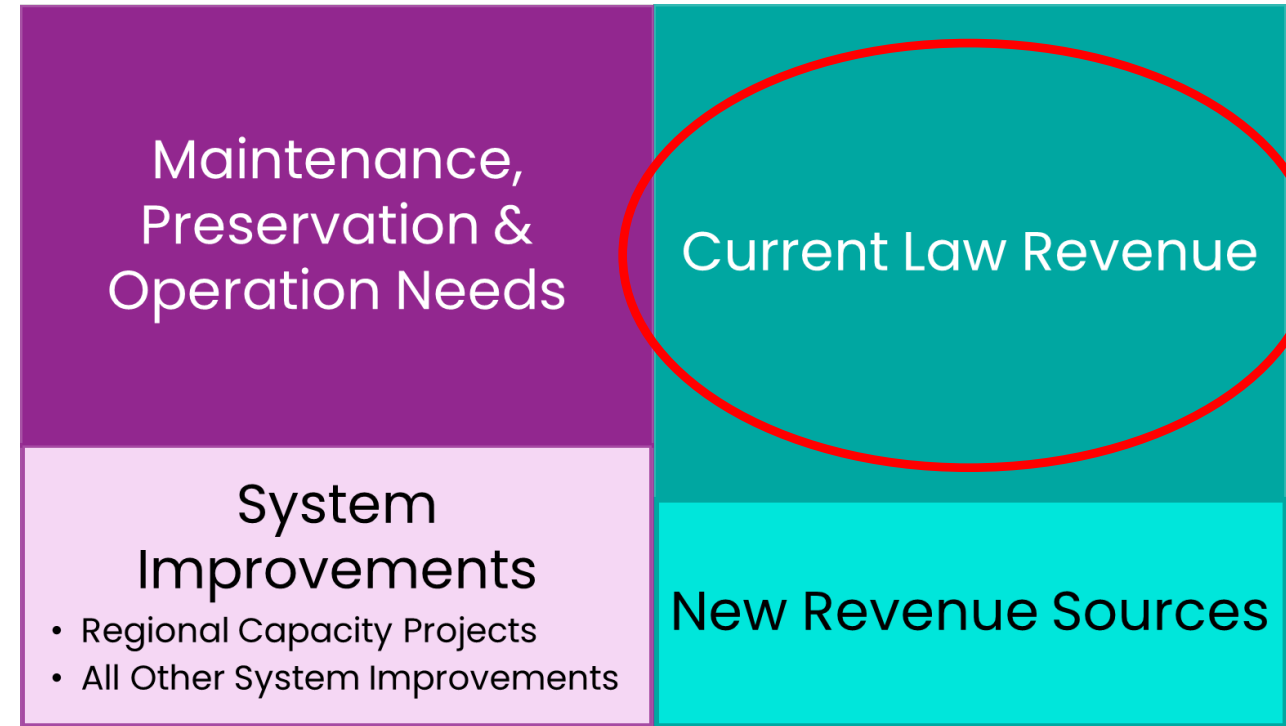 Maintenance,
Preservation &
Operation Needs
System
Improvements
• Regional Capacity Projects
• All Other System Improvements
Current Law Revenue
New Revenue Sources